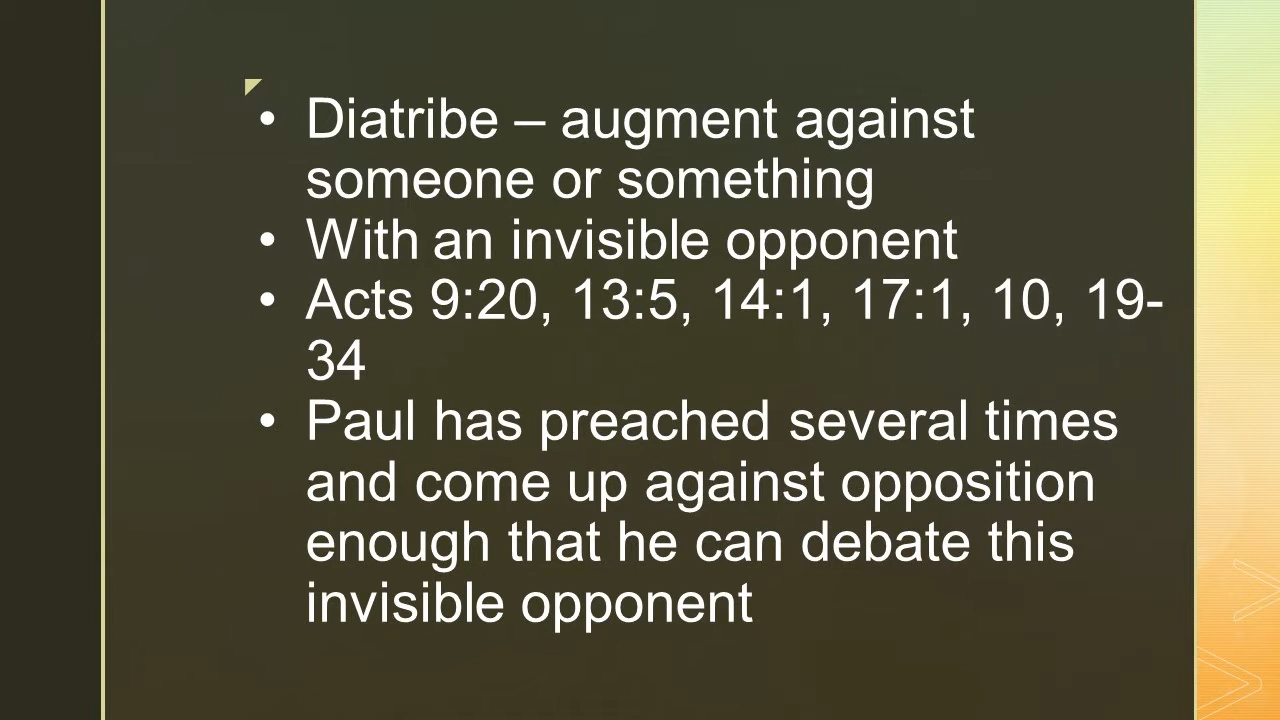 • Diatribe – augment against
someone or something
• With an invisible opponent
• Acts 9:20, 13:5, 14:1, 17:1, 10, 19-
34
• Paul has preached several times
and come up against opposition
enough that he can debate this
invisible opponent